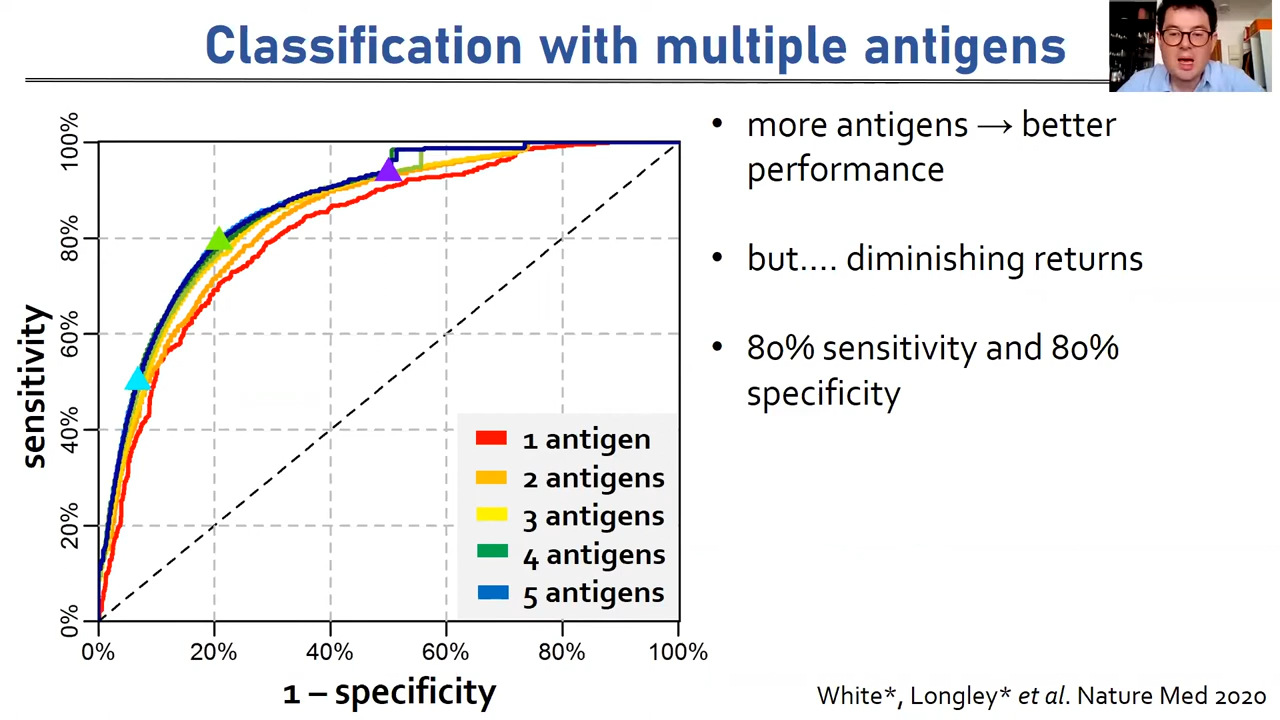 Classification with multiple antigens
• more antigens → better
performance
• but.... diminishing returns
• 80% sensitivity and 80%
specificity
sensitivity
100%
80%
60%
40%
20%
0%
1 antigen
2 antigens
3 antigens
4 antigens
5 antigens
0% 20% 40% 60% 80% 100%
1 – specificity
White*, Longley* et al. Nature Med 2020